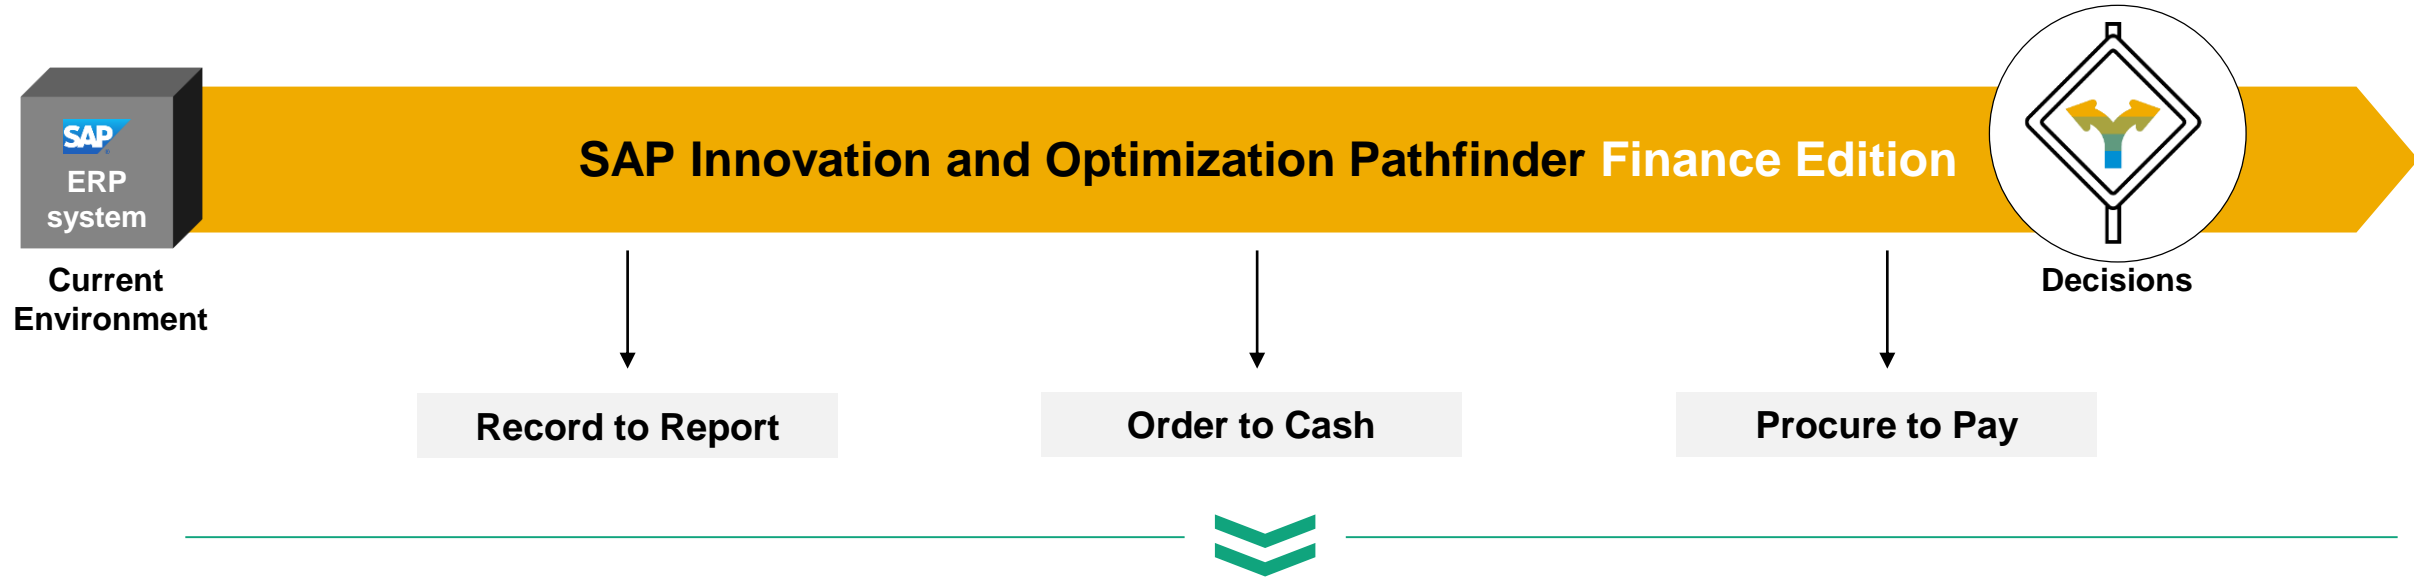 SAP
ERP
system
SAP Innovation and Optimization Pathfinder Finance Edition
Current
Environment
Decisions
Record to Report
Order to Cash
Procure to Pay